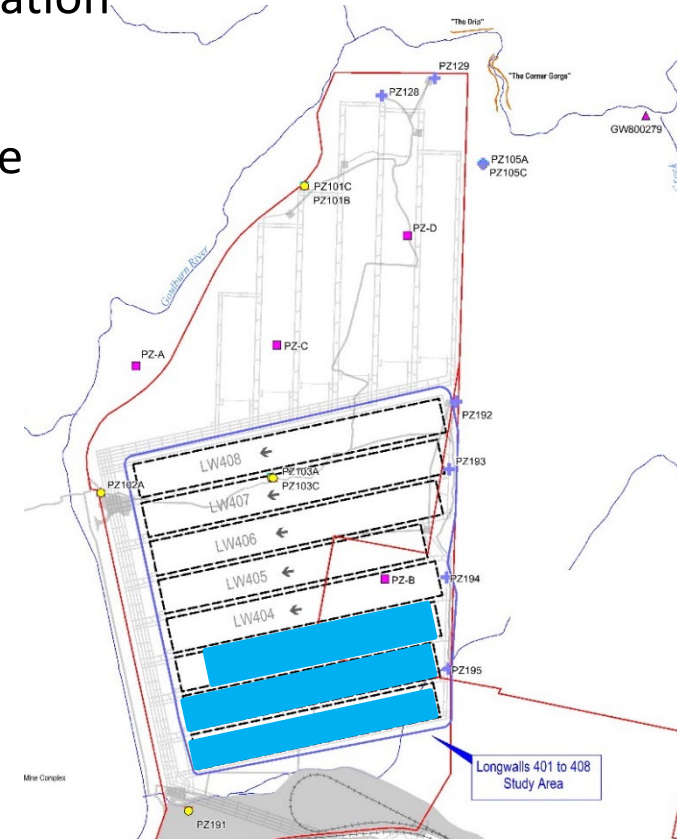 ation
e
"The Drip"
"The Corner Gorge"
PZ129
PZ128
GW800279
PZ105A
PZ105C
PZ101C
PZ101B
PZ-D
Goulburn River
PZ-C
PZ-A
PZ192
LW408
PZ193
PZ103A
PZ103C
PZ102A
LW407
LW406
LW405
PZ-B
PZ194
LW404
PZ195
Longwalls 401 to 408
Study Area
Mine Complex
PZ191